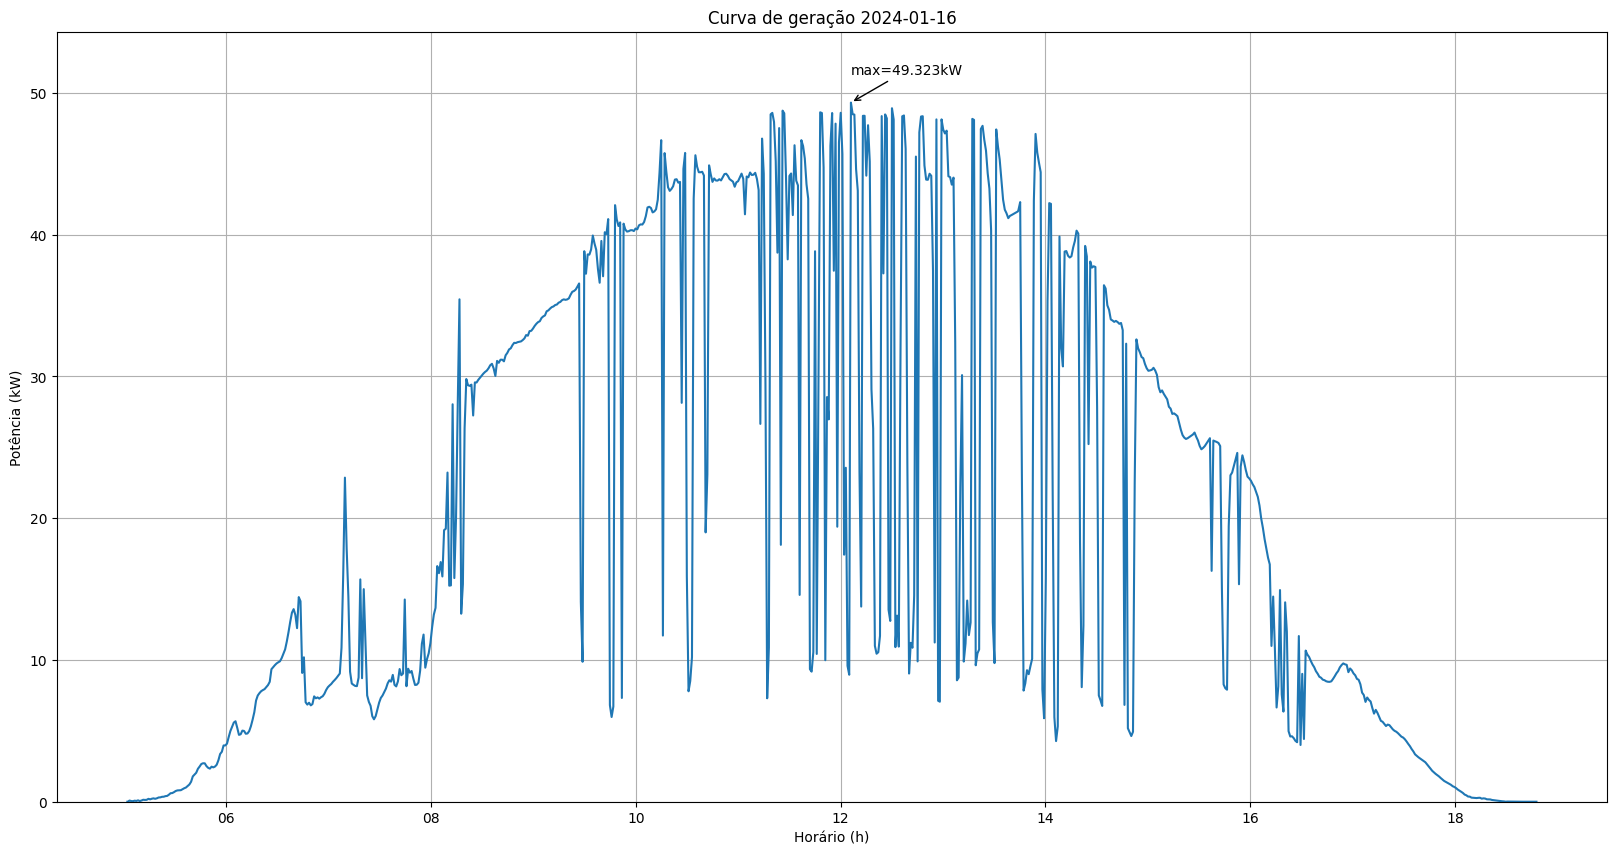 Curva de geração 2024-01-16
max=49.323kW
Potência (kW)
50
40
30
20
10
0
06 08 10 12 14 16 18
Horário (h)